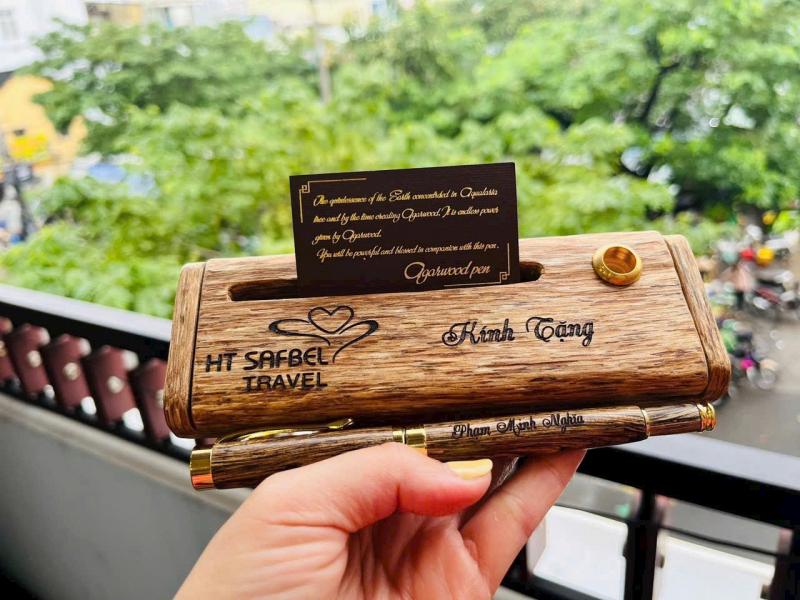 The quintessence of the Earth concentrated in Aquilaria
tree and by the time creating Agarwood. It is endless power
given by Agarwood.
You will be powerful and blessed in companion with this pen.
Agarwood pen
HT SAFBEL
TRAVEL
Kính Tặng
Phạm Minh Nghĩa